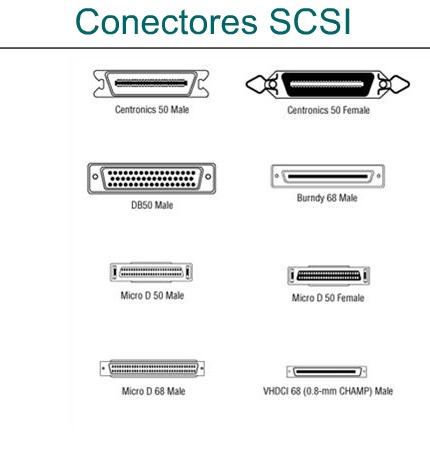 Conectores SCSI
Centronics 50 Male
Centronics 50 Female
DB50 Male
Burndy 68 Male
Micro D 50 Male
Micro D 50 Female
Micro D 68 Male
VHDCI 68 (0.8-mm CHAMP) Male